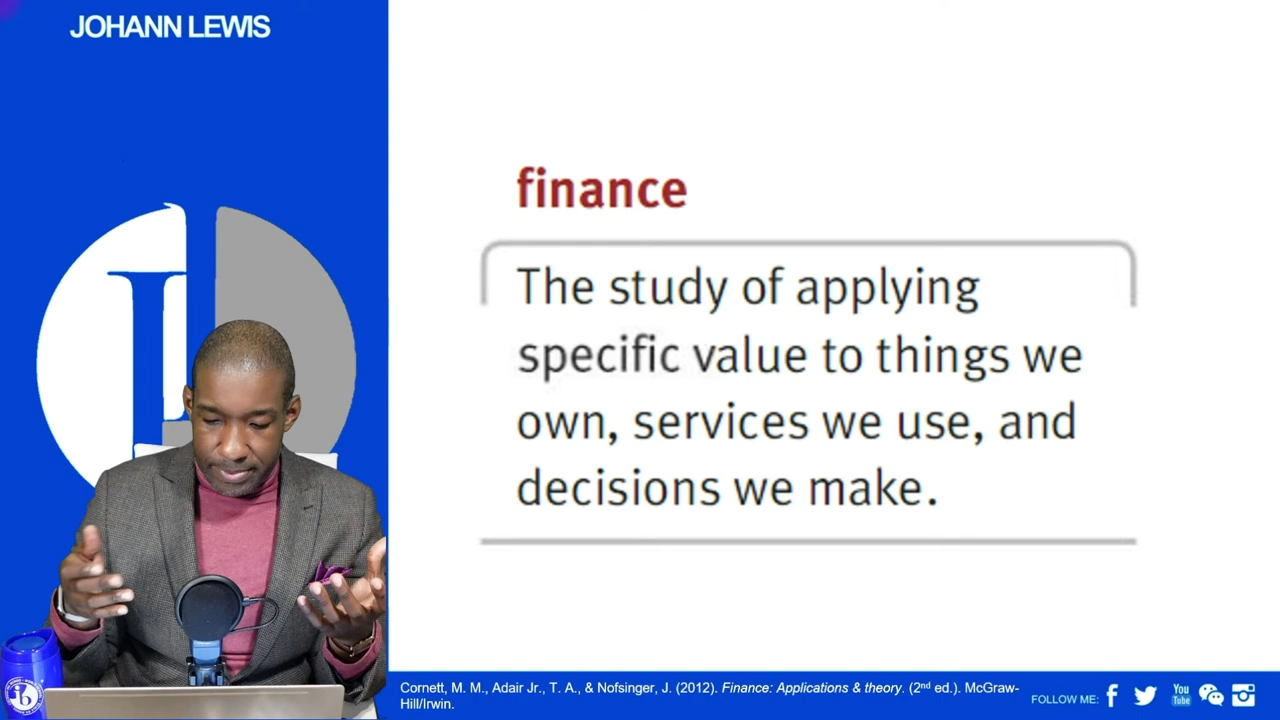 JOHANN LEWIS
finance
The study of applying
specific value to things we
own, services we use, and
decisions we make.
Cornett, M. M., Adair Jr., T. A., & Nofsinger, J. (2012). Finance: Applications & theory. (2nd ed.). McGraw-
Hill/Irwin.
FOLLOW ME:
You
Tube